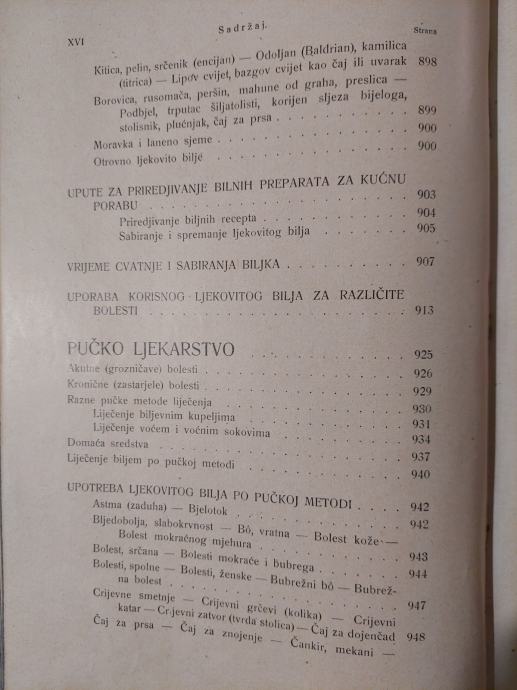 Sadržaj.
XVI
Strana
Kitica, pelin, srčenik (encijan) — Odoljan (Baldrian), kamilica
(titrica) — Lipov cvijet, bazgov cvijet kao čaj ili uvarak 898
Borovica, rusomača, peršin, mahune od graha, preslica —
Podbjel, trputac šiljatolisti, korijen sljeza bijeloga,
stolisnik, plućnjak, čaj za prsa . . . . . . . . . . 899
Moravka i laneno sjeme . . . . . . . . . . . . 900
Otrovno ljekovito bilje . . . . . . . . . . . . 900
UPUTE ZA PRIREDJIVANJE BILNIH PREPARATA ZA KUĆNU
PORABU . . . . . . . . . . . . . . . . 903
Priredjivanje biljnih recepta . . . . . . . . . . 904
Sabiranje i spremanje ljekovitog bilja . . . . . . . 905
VRIJEME CVATNJE I SABIRANJA BILJKA . . . . . . . . 907
UPORABA KORISNOG LJEKOVITOG BILJA ZA RAZLIČITE
BOLESTI . . . . . . . . . . . . . . . . 913
PUČKO LJEKARSTVO . . . . . . . . . . . 925
Akutne (grozničave) bolesti . . . . . . . . . . . 926
Kronične (zastarjele) bolesti . . . . . . . . . . . 929
Razne pučke metode liječenja . . . . . . . . . . 930
Liječenje biljevnim kupeljima . . . . . . . . . 931
Liječenje voćem i voćnim sokovima . . . . . . . . 934
Domaća sredstva . . . . . . . . . . . . . . 937
Liječenje biljem po pučkoj metodi . . . . . . . . . 940
UPOTREBA LJEKOVITOG BILJA PO PUČKOJ METODI . . . . 942
Astma (zaduha) — Bjelotok . . . . . . . . . . 942
Bljedobolja, slabokrvnost — Bô, vratna — Bolest kože —
Bolest mokraćnog mjehura . . . . . . . . . . 943
Bolest, srčana — Bolesti mokraće i bubrega . . . . . . 944
Bolesti, spolne — Bolesti, ženske — Bubrežni bô — Bubrež-
na bolest . . . . . . . . . . . . . . . 947
Crijevne smetnje — Crijevni grčevi (kolika) — Crijevni
katar — Crijevni zatvor (tvrda stolica) — Čaj za dojenčad 948
Čaj za prsa — Čaj za znojenje — Čankir, mekani —